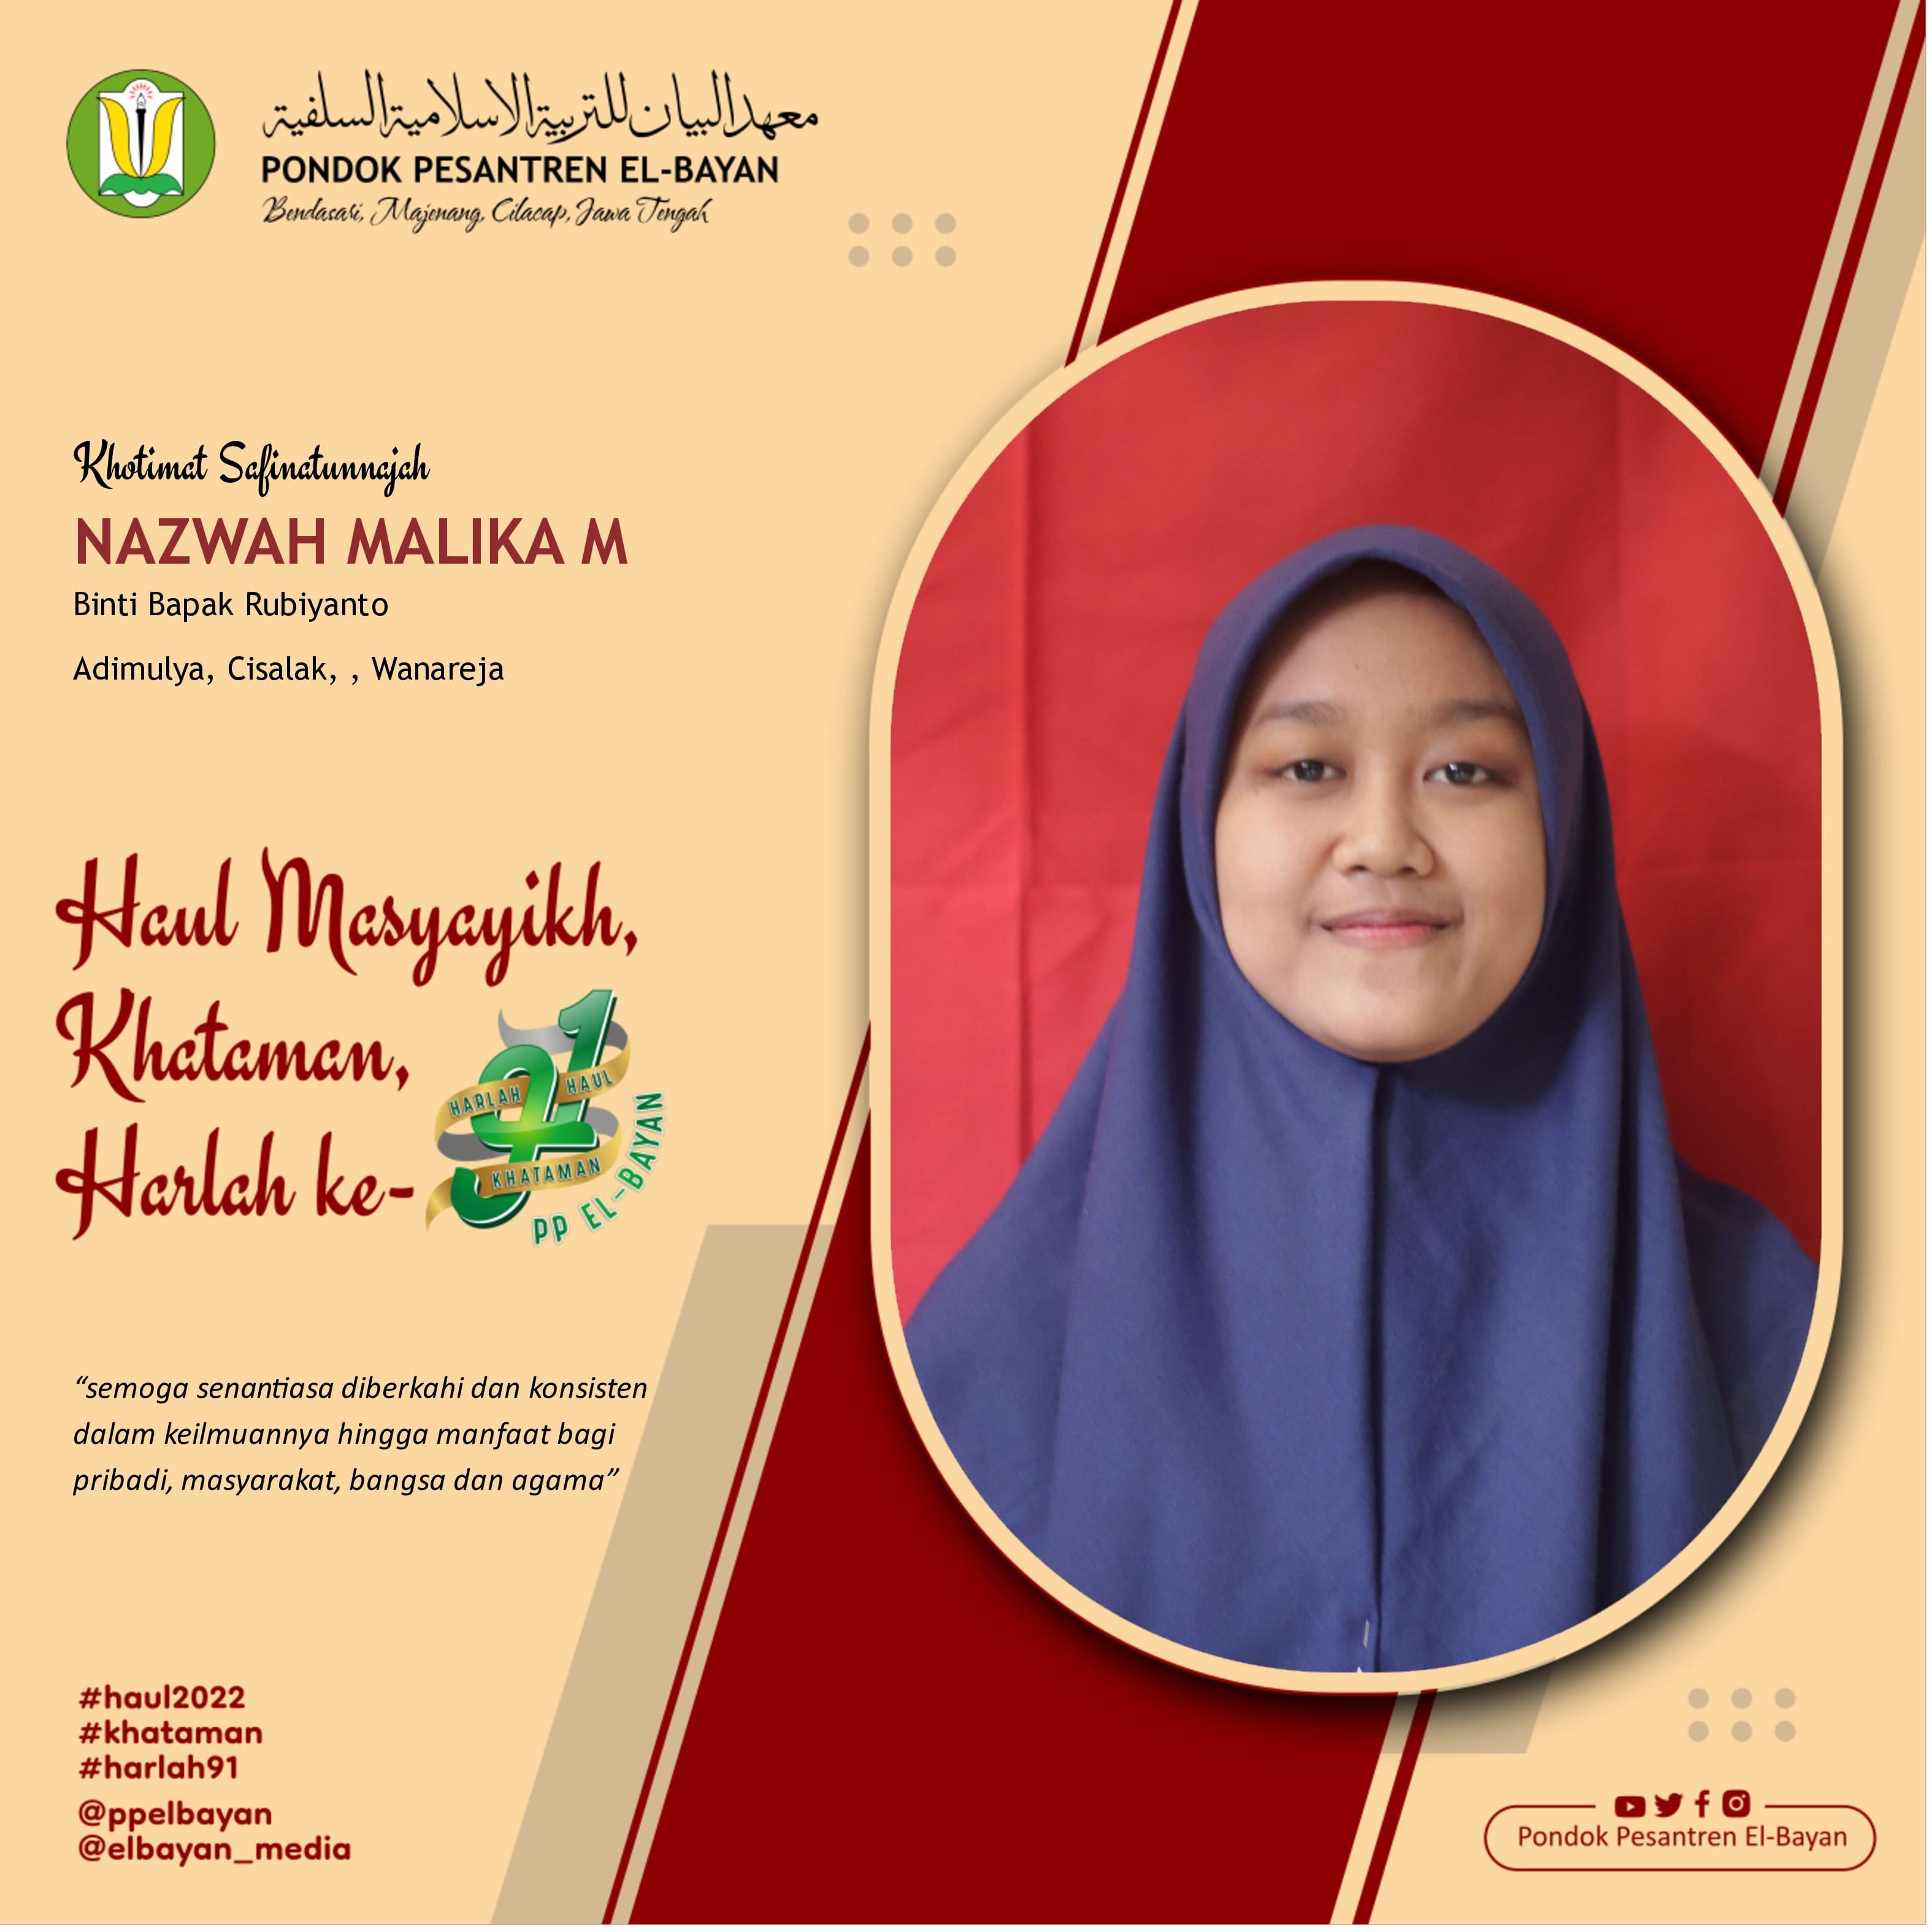 معهد البيان للتربية الاسلامية السلفية
PONDOK PESANTREN EL-BAYAN
Bendasari, Majenang, Cilacap, Jawa Tengah
Khotimat Safinatunnajah
NAZWAH MALIKA M
Binti Bapak Rubiyanto
Adimulya, Cisalak, , Wanareja
Haul Masyayikh,
Khataman,
Harlah ke-
91
HARLAH HAUL
KHATAMAN
PP EL-BAYAN
“semoga senantiasa diberkahi dan konsisten
dalam keilmuannya hingga manfaat bagi
pribadi, masyarakat, bangsa dan agama”
#haul2022
#khataman
#harlah91
@ppelbayan
@elbayan_media
Pondok Pesantren El-Bayan